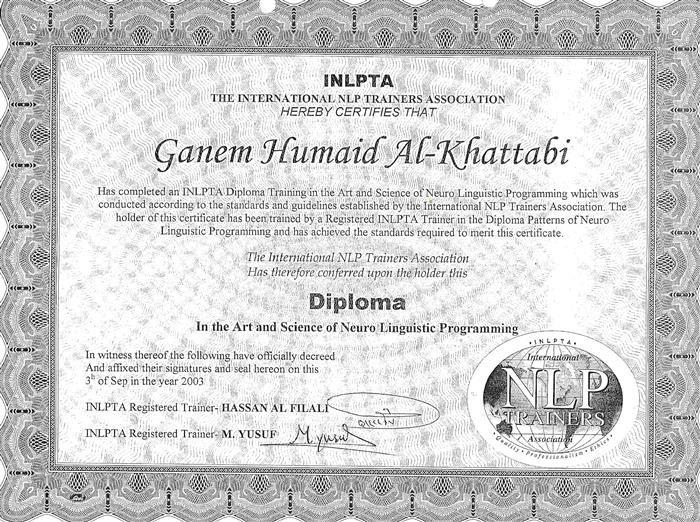 INLPTA
THE INTERNATIONAL NLP TRAINERS ASSOCIATION
HEREBY CERTIFIES THAT
Ganem Humaid Al-Khattabi
Has completed an INLPTA Diploma Training in the Art and Science of Neuro Linguistic Programming which was
conducted according to the standards and guidelines established by the International NLP Trainers Association. The
holder of this certificate has been trained by a Registered INLPTA Trainer in the Diploma Patterns of Neuro
Linguistic Programming and has achieved the standards required to merit this certificate.
The International NLP Trainers Association
Has therefore conferred upon the holder this
Diploma
In the Art and Science of Neuro Linguistic Programming
In witness thereof the following have officially decreed
And affixed their signatures and seal hereon on this
3ʰ of Sep in the year 2003
INLPTA Registered Trainer- HASSAN AL FILALI
INLPTA Registered Trainer- M. YUSUF
M.yusuf
·INLPTA·
International
NLP
TRAINERS
Association
Quality · Professionalism · Ethics